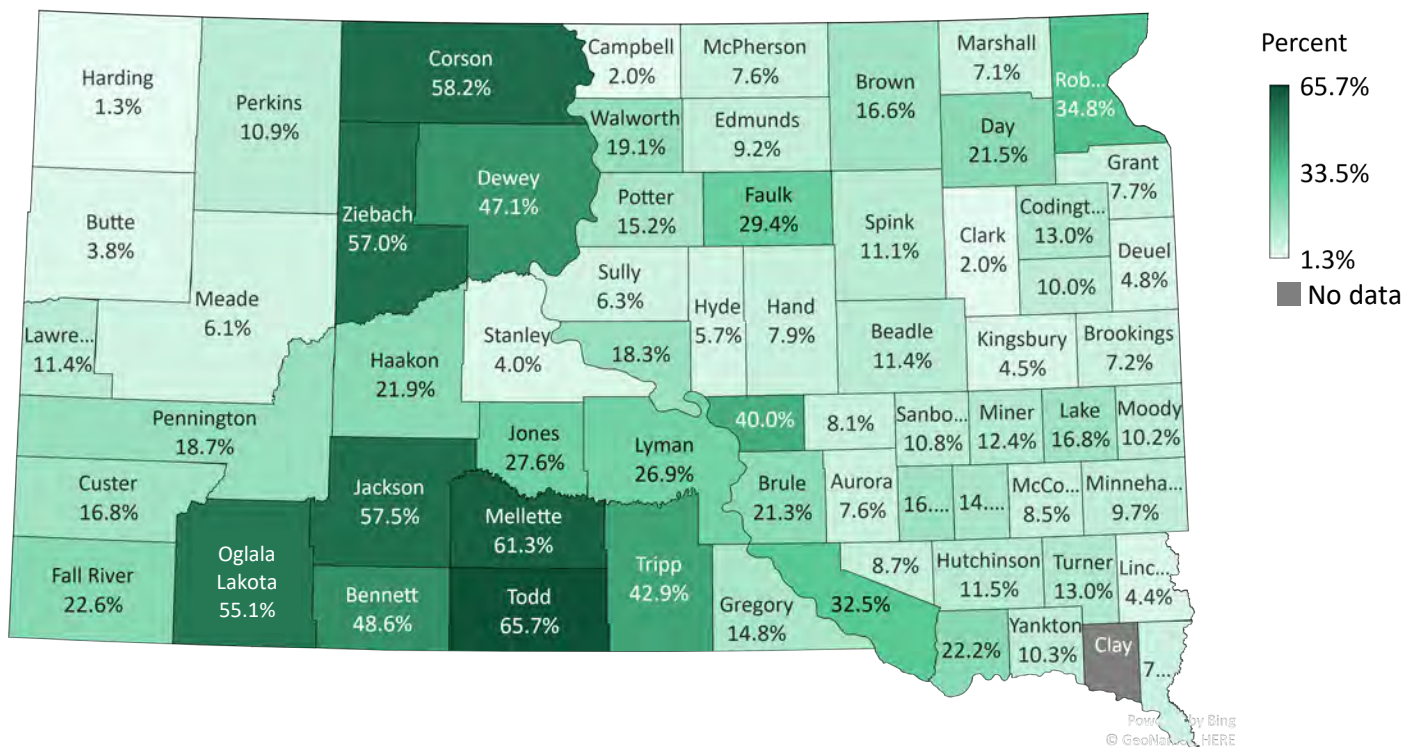 Harding
1.3%
Perkins
10.9%
Corson
58.2%
Campbell
2.0%
McPherson
7.6%
Brown
16.6%
Marshall
7.1%
Rob...
34.8%
Walworth
19.1%
Edmunds
9.2%
Day
21.5%
Grant
7.7%
Butte
3.8%
Ziebach
57.0%
Dewey
47.1%
Potter
15.2%
Faulk
29.4%
Spink
11.1%
Clark
2.0%
Codingt...
13.0%
Deuel
4.8%
10.0%
Meade
6.1%
Sully
6.3%
Hyde
5.7%
Hand
7.9%
Lawre...
11.4%
Haakon
21.9%
Stanley
4.0%
18.3%
Beadle
11.4%
Kingsbury
4.5%
Brookings
7.2%
Pennington
18.7%
Jones
27.6%
Lyman
26.9%
40.0%
8.1%
Sanbo...
10.8%
Miner
12.4%
Lake
16.8%
Moody
10.2%
Custer
16.8%
Jackson
57.5%
Mellette
61.3%
Brule
21.3%
Aurora
7.6%
16....
14....
McCo...
8.5%
Minneha...
9.7%
Fall River
22.6%
Oglala
Lakota
55.1%
Bennett
48.6%
Todd
65.7%
Tripp
42.9%
Gregory
14.8%
32.5%
8.7%
Hutchinson
11.5%
Turner
13.0%
Linc...
4.4%
22.2%
Yankton
10.3%
Clay
7...
Percent
65.7%
33.5%
1.3%
No data
by Bing
© HERE